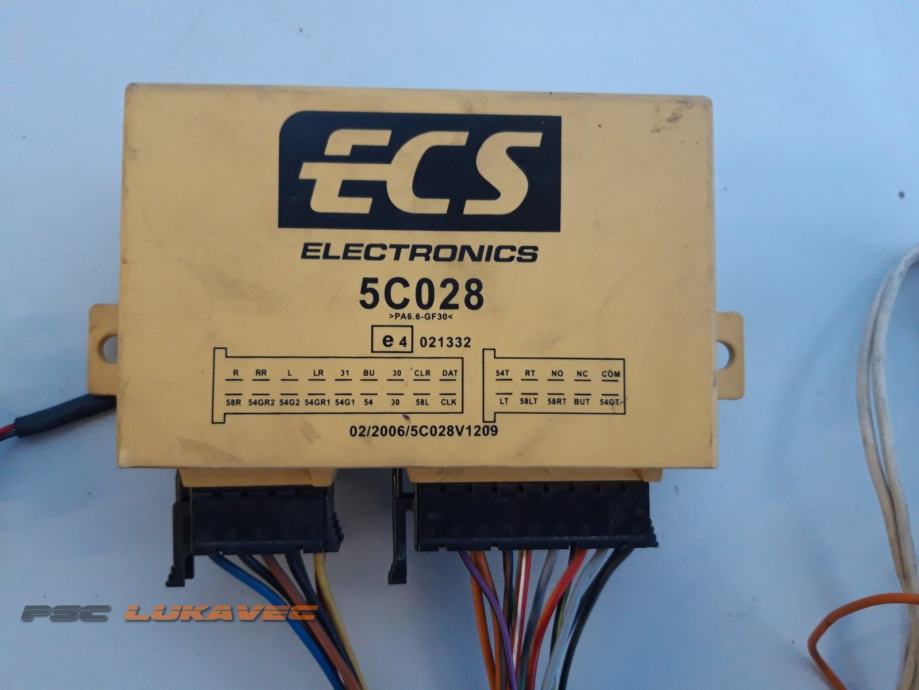 ECS
ELECTRONICS
5C028
>PA6.6-GF30<
e4 021332
R RR L LR 31 BU 30 CLR DAT
58R 54GR2 54G2 54GR1 54G1 54 30 58L CLK
54T RT NO NC COM
LT 58LT 58RT BUT 54GT
02/2006/5C028V1209
PSC LUKAVEC